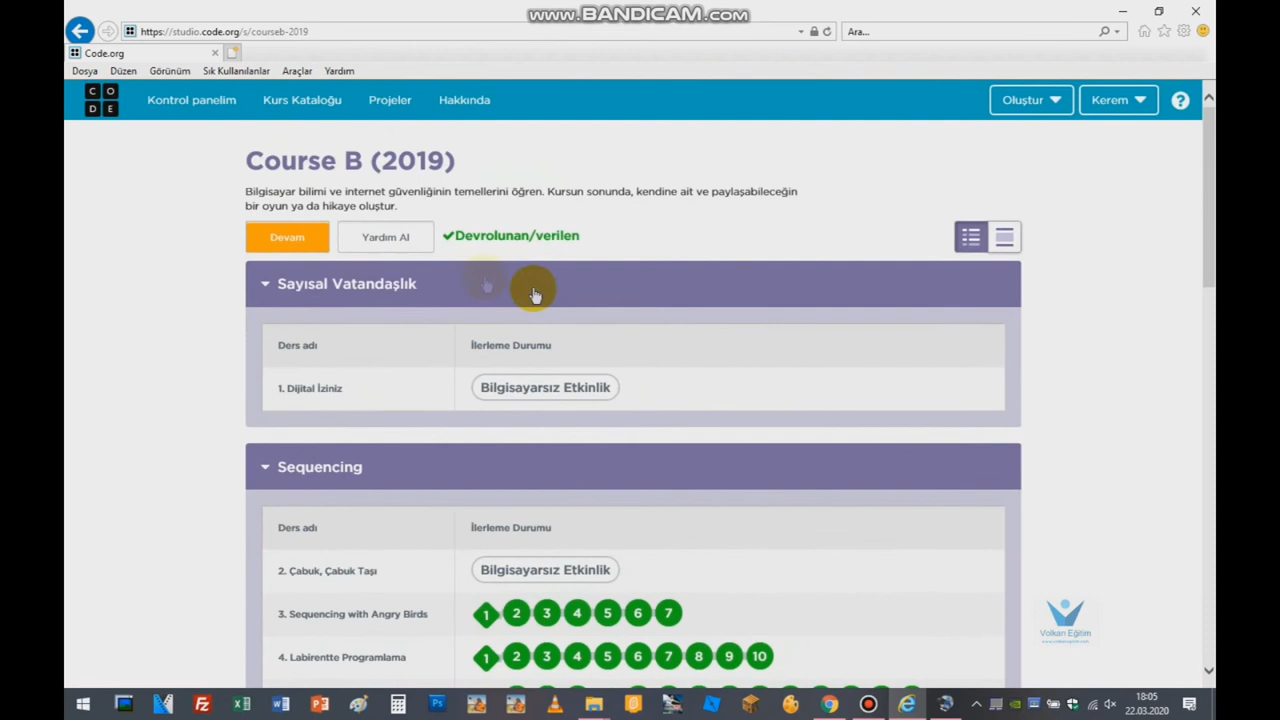 www.BANDICAM.com
https://studio.code.org/s/courseb-2019
Ara...
Code.org
Dosya Düzen Görünüm Sık Kullanılanlar Araçlar Yardım
CODE
Kontrol panelim Kurs Kataloğu Projeler Hakkında Oluştur Kerem ?
Course B (2019)
Bilgisayar bilimi ve internet güvenliğinin temellerini öğren. Kursun sonunda, kendine ait ve paylaşabileceğin
bir oyun ya da hikaye oluştur.
Devam Yardım Al Devrolunan/verilen
Sayısal Vatandaşlık
Ders adı İlerleme Durumu
1. Dijital İziniz Bilgisayarsız Etkinlik
Sequencing
Ders adı İlerleme Durumu
2. Çabuk, Çabuk Taşı Bilgisayarsız Etkinlik
3. Sequencing with Angry Birds 1 2 3 4 5 6 7
4. Labirentte Programlama 1 2 3 4 5 6 7 8 9 10
Volkan Eğitim
18:05
22.03.2020